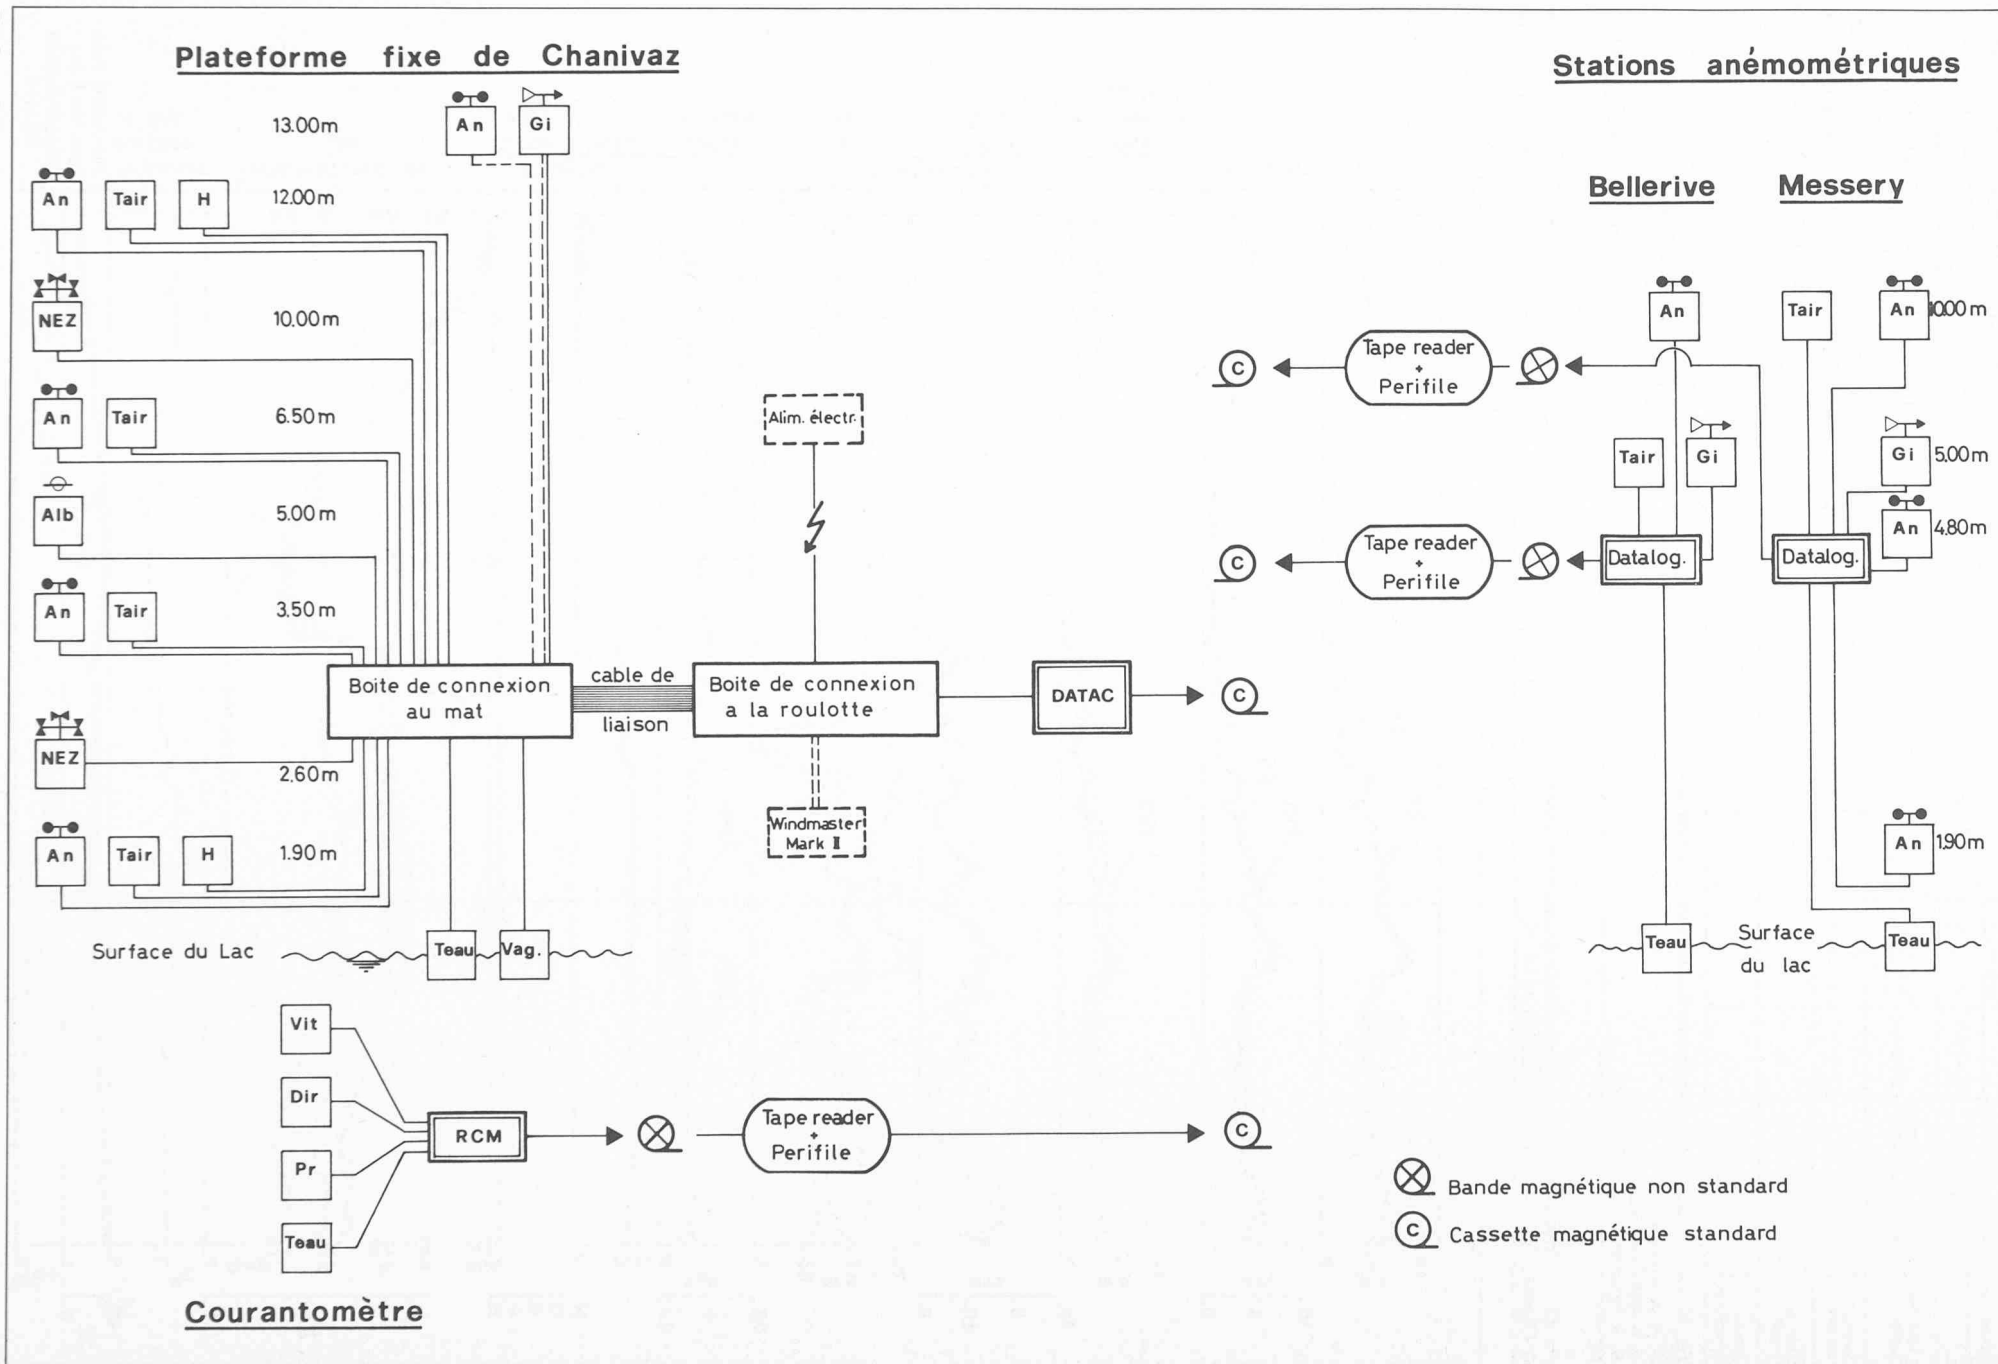 Plateforme fixe de Chanivaz
Stations anémométriques
Bellerive Messery
13.00m An Gi
An Tair H 12.00m
NEZ 10.00m
An Tair 6.50m
Alb 5.00m
An Tair 3.50m
Boite de connexion
au mat
cable de
liaison
Boite de connexion
a la roulotte
DATAC
C
Alim. électr.
Windmaster
Mark II
NEZ
2.60m
An Tair H 1.90m
Surface du Lac
Teau Vag.
Vit
Dir
Pr
Teau
RCM
Tape reader
+
Perifile
C
Courantomètre
An
Tair Gi
Datalog.
Teau
Tape reader
+
Perifile
C
Tair An 10.00m
Gi 5.00m
An 4.80m
Datalog.
An 1.90m
Teau
Tape reader
+
Perifile
C
Surface
du lac
Bande magnétique non standard
C Cassette magnétique standard